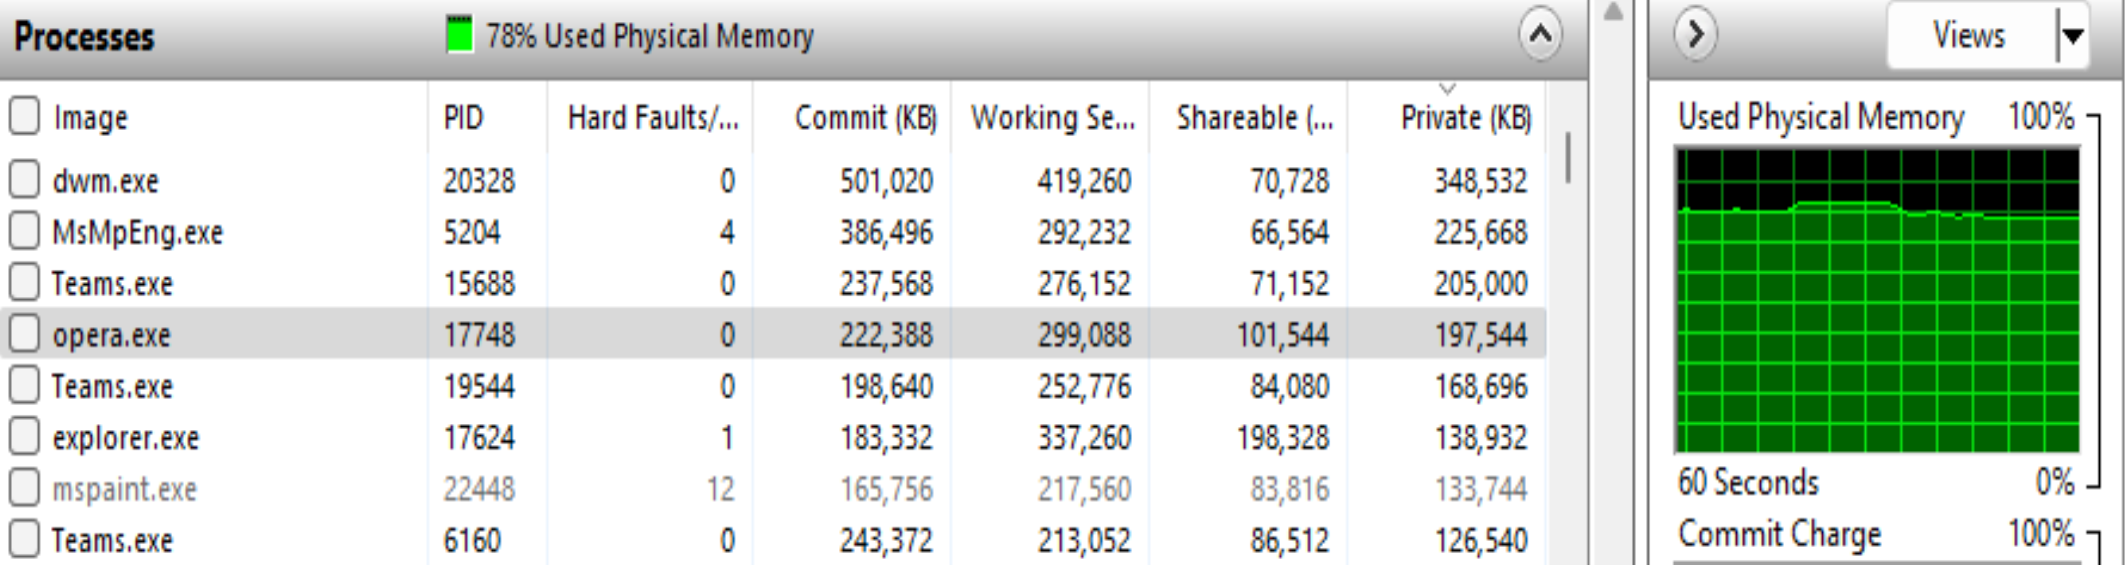 Processes 78% Used Physical Memory Views
Image PID Hard Faults/... Commit (KB) Working Se... Shareable (... Private (KB)
dwm.exe 20328 0 501,020 419,260 70,728 348,532
MsMpEng.exe 5204 4 386,496 292,232 66,564 225,668
Teams.exe 15688 0 237,568 276,152 71,152 205,000
opera.exe 17748 0 222,388 299,088 101,544 197,544
Teams.exe 19544 0 198,640 252,776 84,080 168,696
explorer.exe 17624 1 183,332 337,260 198,328 138,932
mspaint.exe 22448 12 165,756 217,560 83,816 133,744
Teams.exe 6160 0 243,372 213,052 86,512 126,540
Used Physical Memory 100%
60 Seconds 0%
Commit Charge 100%